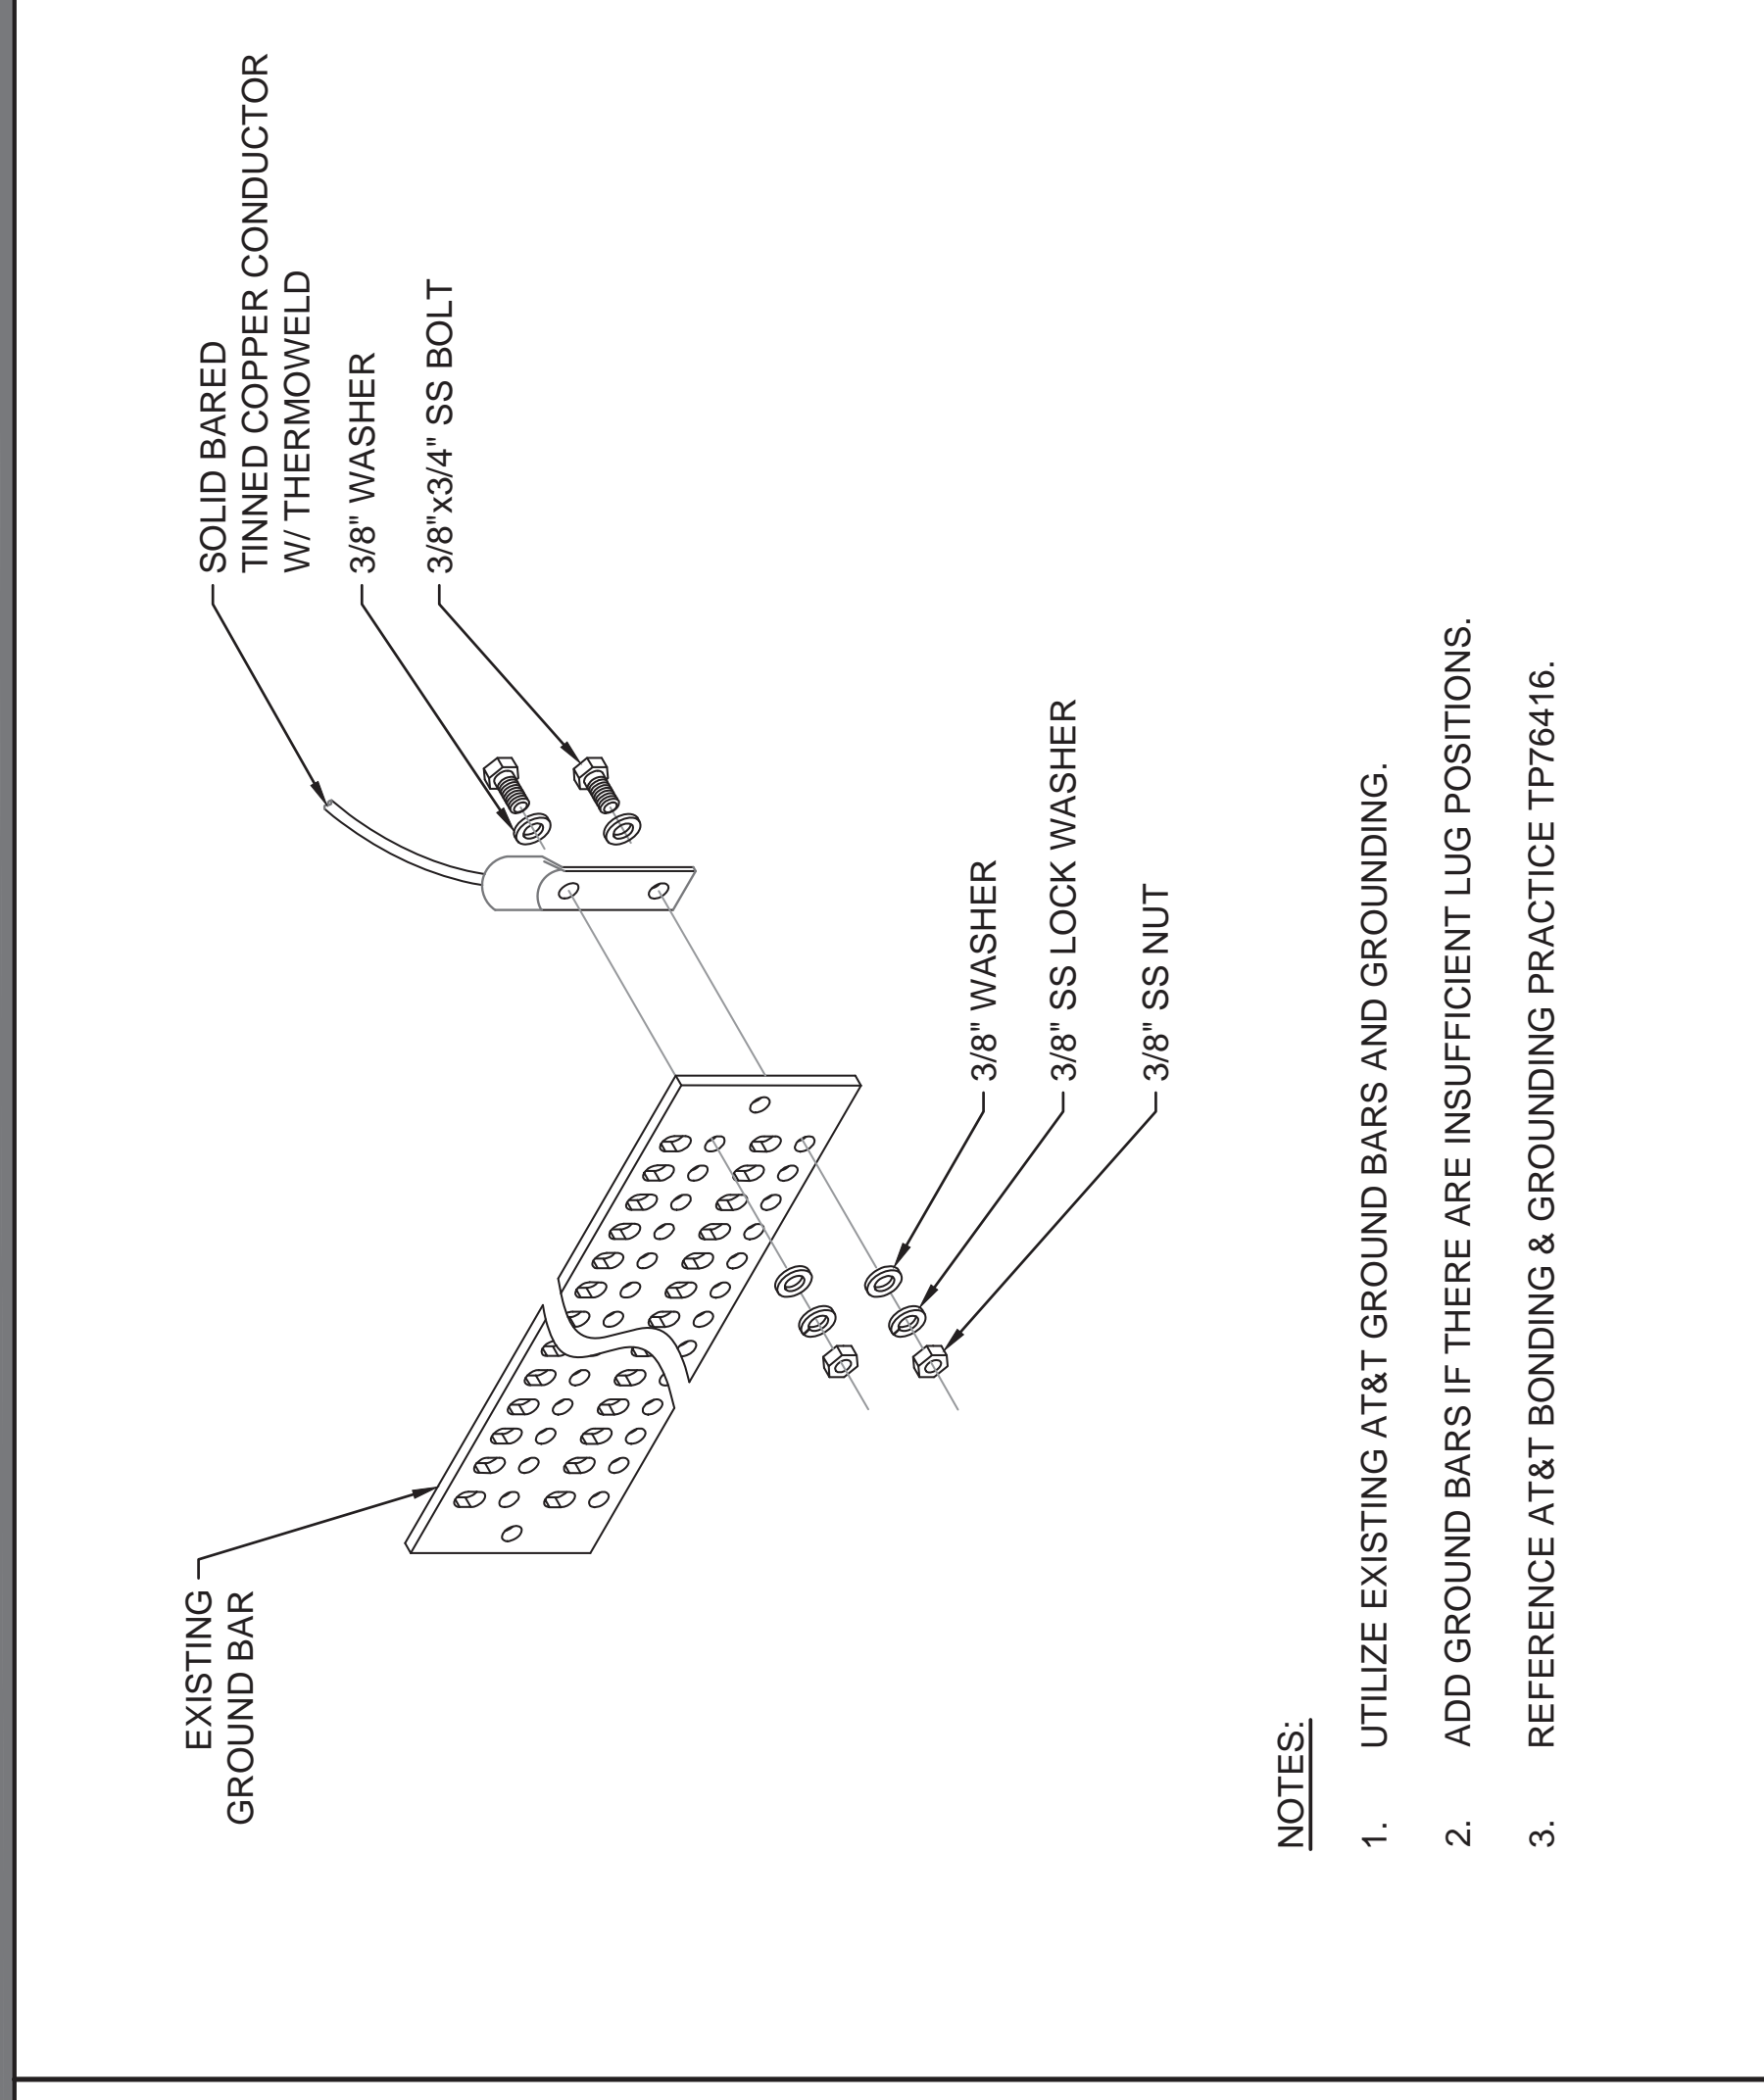 SOLID BARED
TINNED COPPER CONDUCTOR
W/ THERMOWELD
3/8" WASHER
3/8"x3/4" SS BOLT
EXISTING
GROUND BAR
3/8" WASHER
3/8" SS LOCK WASHER
3/8" SS NUT
NOTES:
1. UTILIZE EXISTING AT&T GROUND BARS AND GROUNDING.
2. ADD GROUND BARS IF THERE ARE INSUFFICIENT LUG POSITIONS.
3. REFERENCE AT&T BONDING & GROUNDING PRACTICE TP76416.